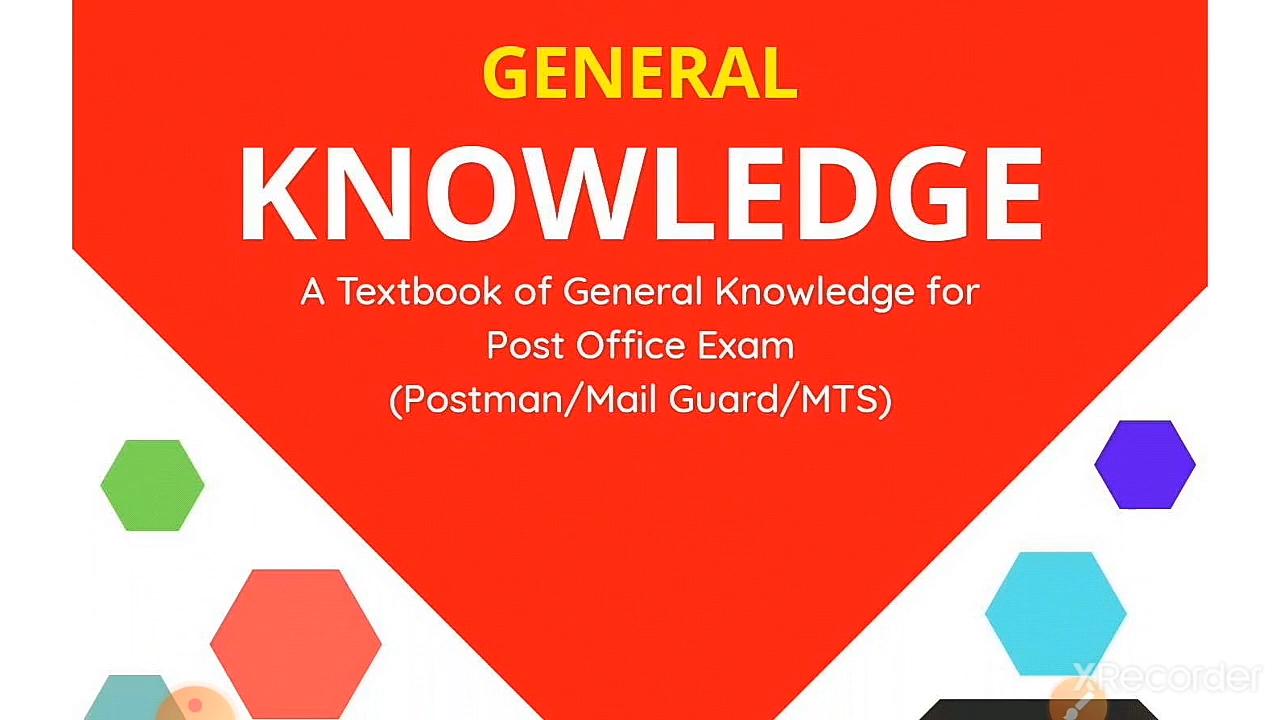 GENERAL
KNOWLEDGE
A Textbook of General Knowledge for
Post Office Exam
(Postman/Mail Guard/MTS)
XRecorder